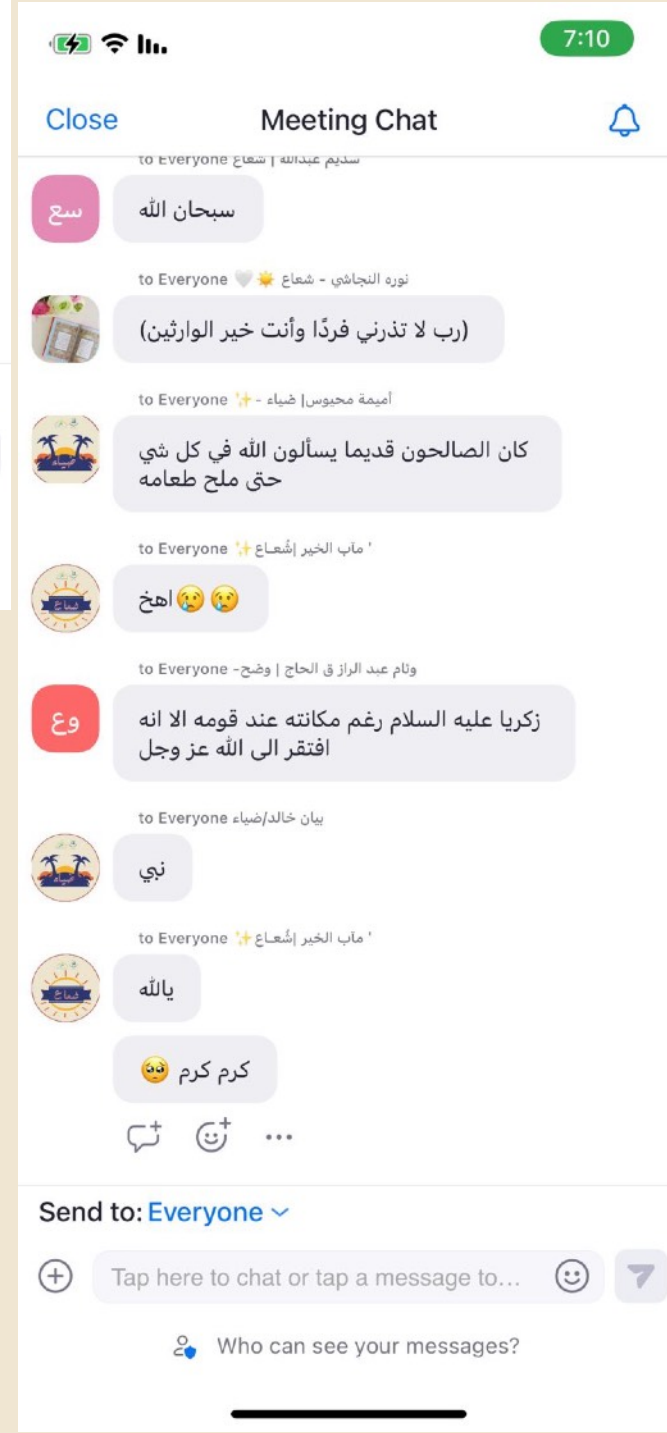 7:10
Close
Meeting Chat
سديم عبدالله | شعاع to Everyone
سع
سبحان الله
نوره النجاشي - شعاع ☀️🤍 to Everyone
(رب لا تذرني فردًا وأنت خير الوارثين)
أميمة محيوس| ضياء -✨ to Everyone
كان الصالحون قديما يسألون الله في كل شي
حتى ملح طعامه
' مآب الخير |شُعـاع✨ to Everyone
اهخ😢😢
شعاع
وئام عبد الراز ق الحاج | وضح- to Everyone
وع
زكريا عليه السلام رغم مكانته عند قومه الا انه
افتقر الى الله عز وجل
بيان خالد/ضياء to Everyone
ضياء
نبي
' مآب الخير |شُعـاع✨ to Everyone
شعاع
يالله
كرم كرم 🥺
Send to: Everyone
Tap here to chat or tap a message to...
Who can see your messages?